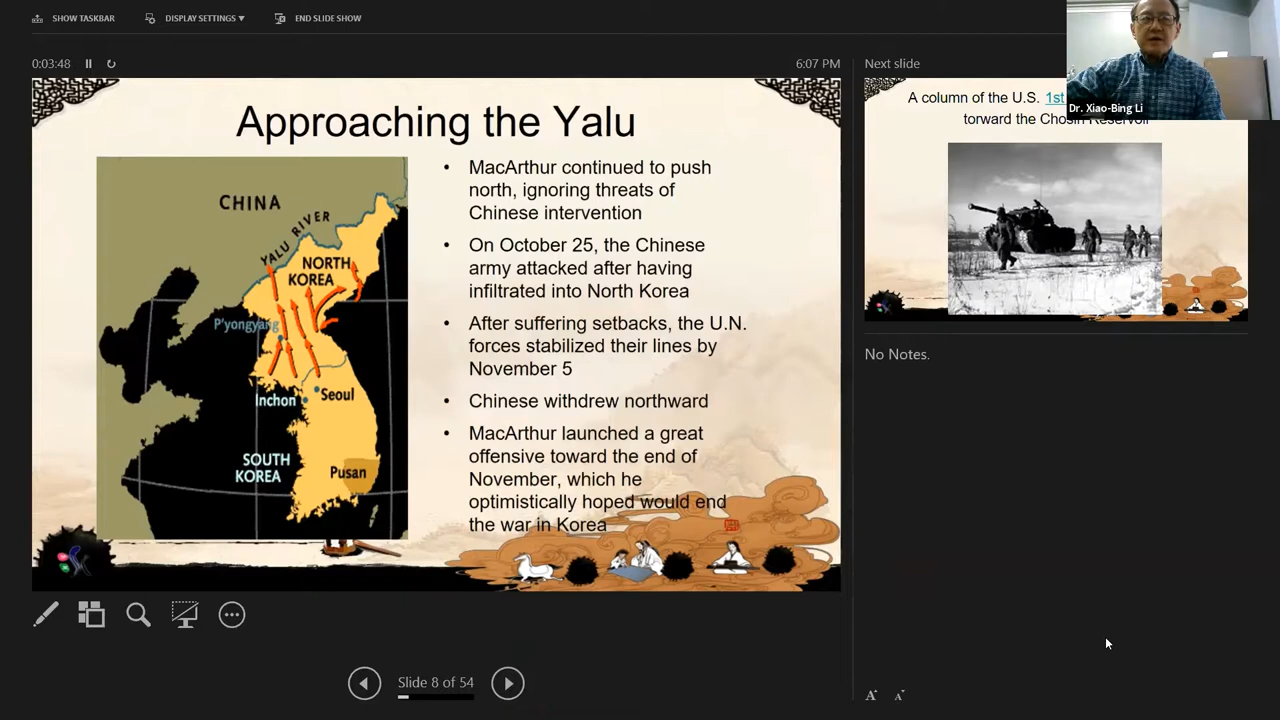 SHOW TASKBAR
DISPLAY SETTINGS ▼
END SLIDE SHOW
0:03:48
6:07 PM
Approaching the Yalu
CHINA
YALU RIVER
NORTH
KOREA
P'yongyang
Inchon
Seoul
SOUTH
KOREA
Pusan
• MacArthur continued to push
north, ignoring threats of
Chinese intervention
• On October 25, the Chinese
army attacked after having
infiltrated into North Korea
• After suffering setbacks, the U.N.
forces stabilized their lines by
November 5
• Chinese withdrew northward
• MacArthur launched a great
offensive toward the end of
November, which he
optimistically hoped would end
the war in Korea
Slide 8 of 54
Next slide
A column of the U.S. 1st
torward the Chosin Reservoir
Dr. Xiao-Bing Li
No Notes.
A A